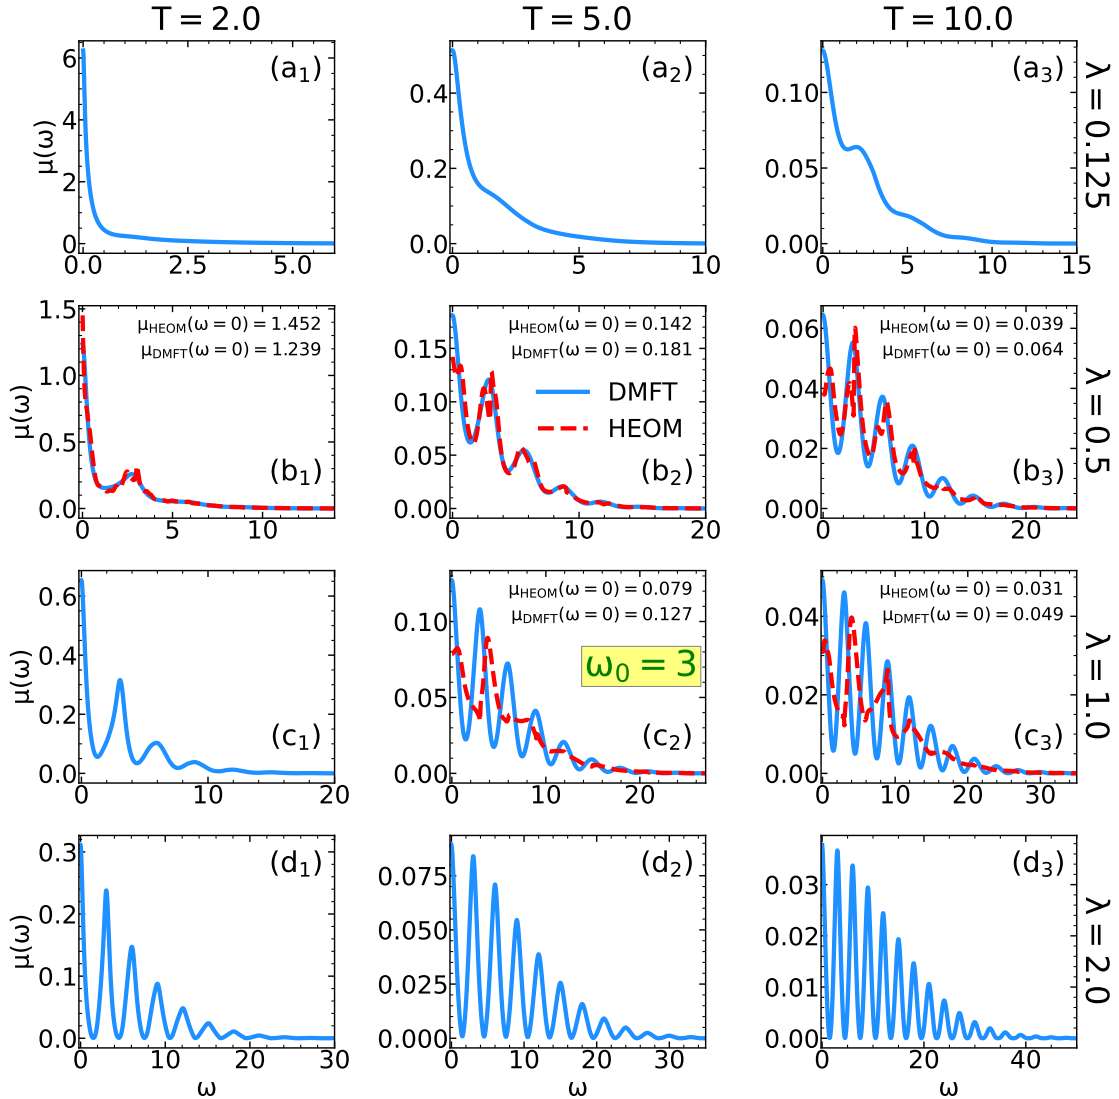 T = 2.0
T = 5.0
T = 10.0
μ(ω)
6
4
2
0
0.0
2.5
5.0
(a1)
0.4
0.2
0.0
0
5
10
(a2)
0.10
0.05
0.00
0
5
10
15
(a3)
λ = 0.125
μ(ω)
1.5
1.0
0.5
0.0
0
5
10
μHEOM(ω = 0) = 1.452
μDMFT(ω = 0) = 1.239
(b1)
0.15
0.10
0.05
0.00
0
10
20
μHEOM(ω = 0) = 0.142
μDMFT(ω = 0) = 0.181
DMFT
HEOM
(b2)
0.06
0.04
0.02
0.00
0
10
20
μHEOM(ω = 0) = 0.039
μDMFT(ω = 0) = 0.064
(b3)
λ = 0.5
μ(ω)
0.6
0.4
0.2
0.0
0
10
20
(c1)
0.10
0.05
0.00
0
10
20
μHEOM(ω = 0) = 0.079
μDMFT(ω = 0) = 0.127
ω0 = 3
(c2)
0.04
0.02
0.00
0
10
20
30
μHEOM(ω = 0) = 0.031
μDMFT(ω = 0) = 0.049
(c3)
λ = 1.0
μ(ω)
0.3
0.2
0.1
0.0
0
10
20
30
ω
(d1)
0.075
0.050
0.025
0.000
0
10
20
30
ω
(d2)
0.03
0.02
0.01
0.00
0
20
40
ω
(d3)
λ = 2.0